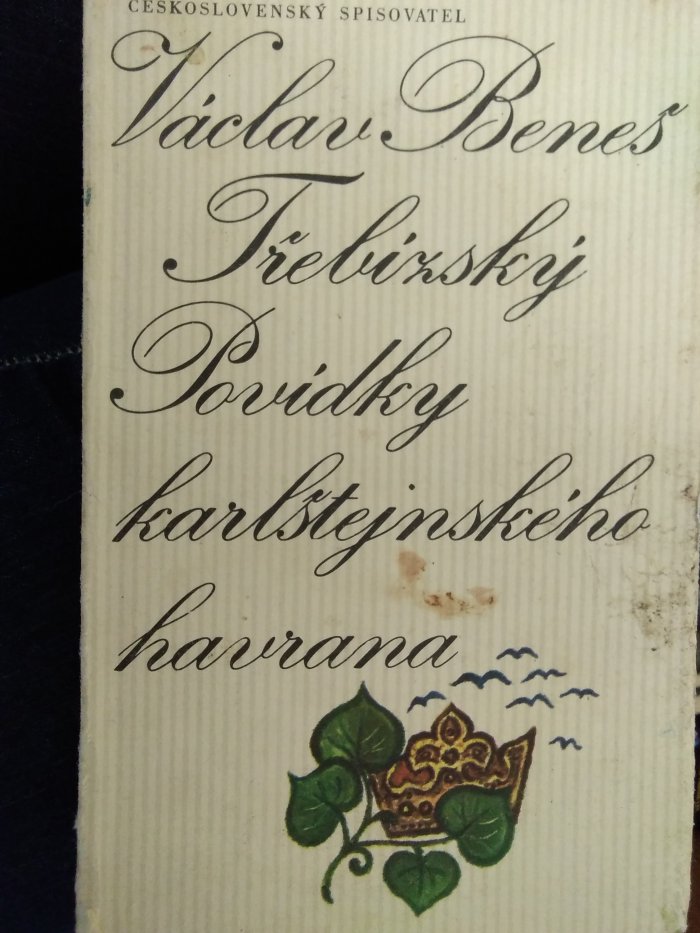 ČESKOSLOVENSKÝ SPISOVATEL
Václav Beneš
Třebízský
Povídky
karlštejnského
havrana